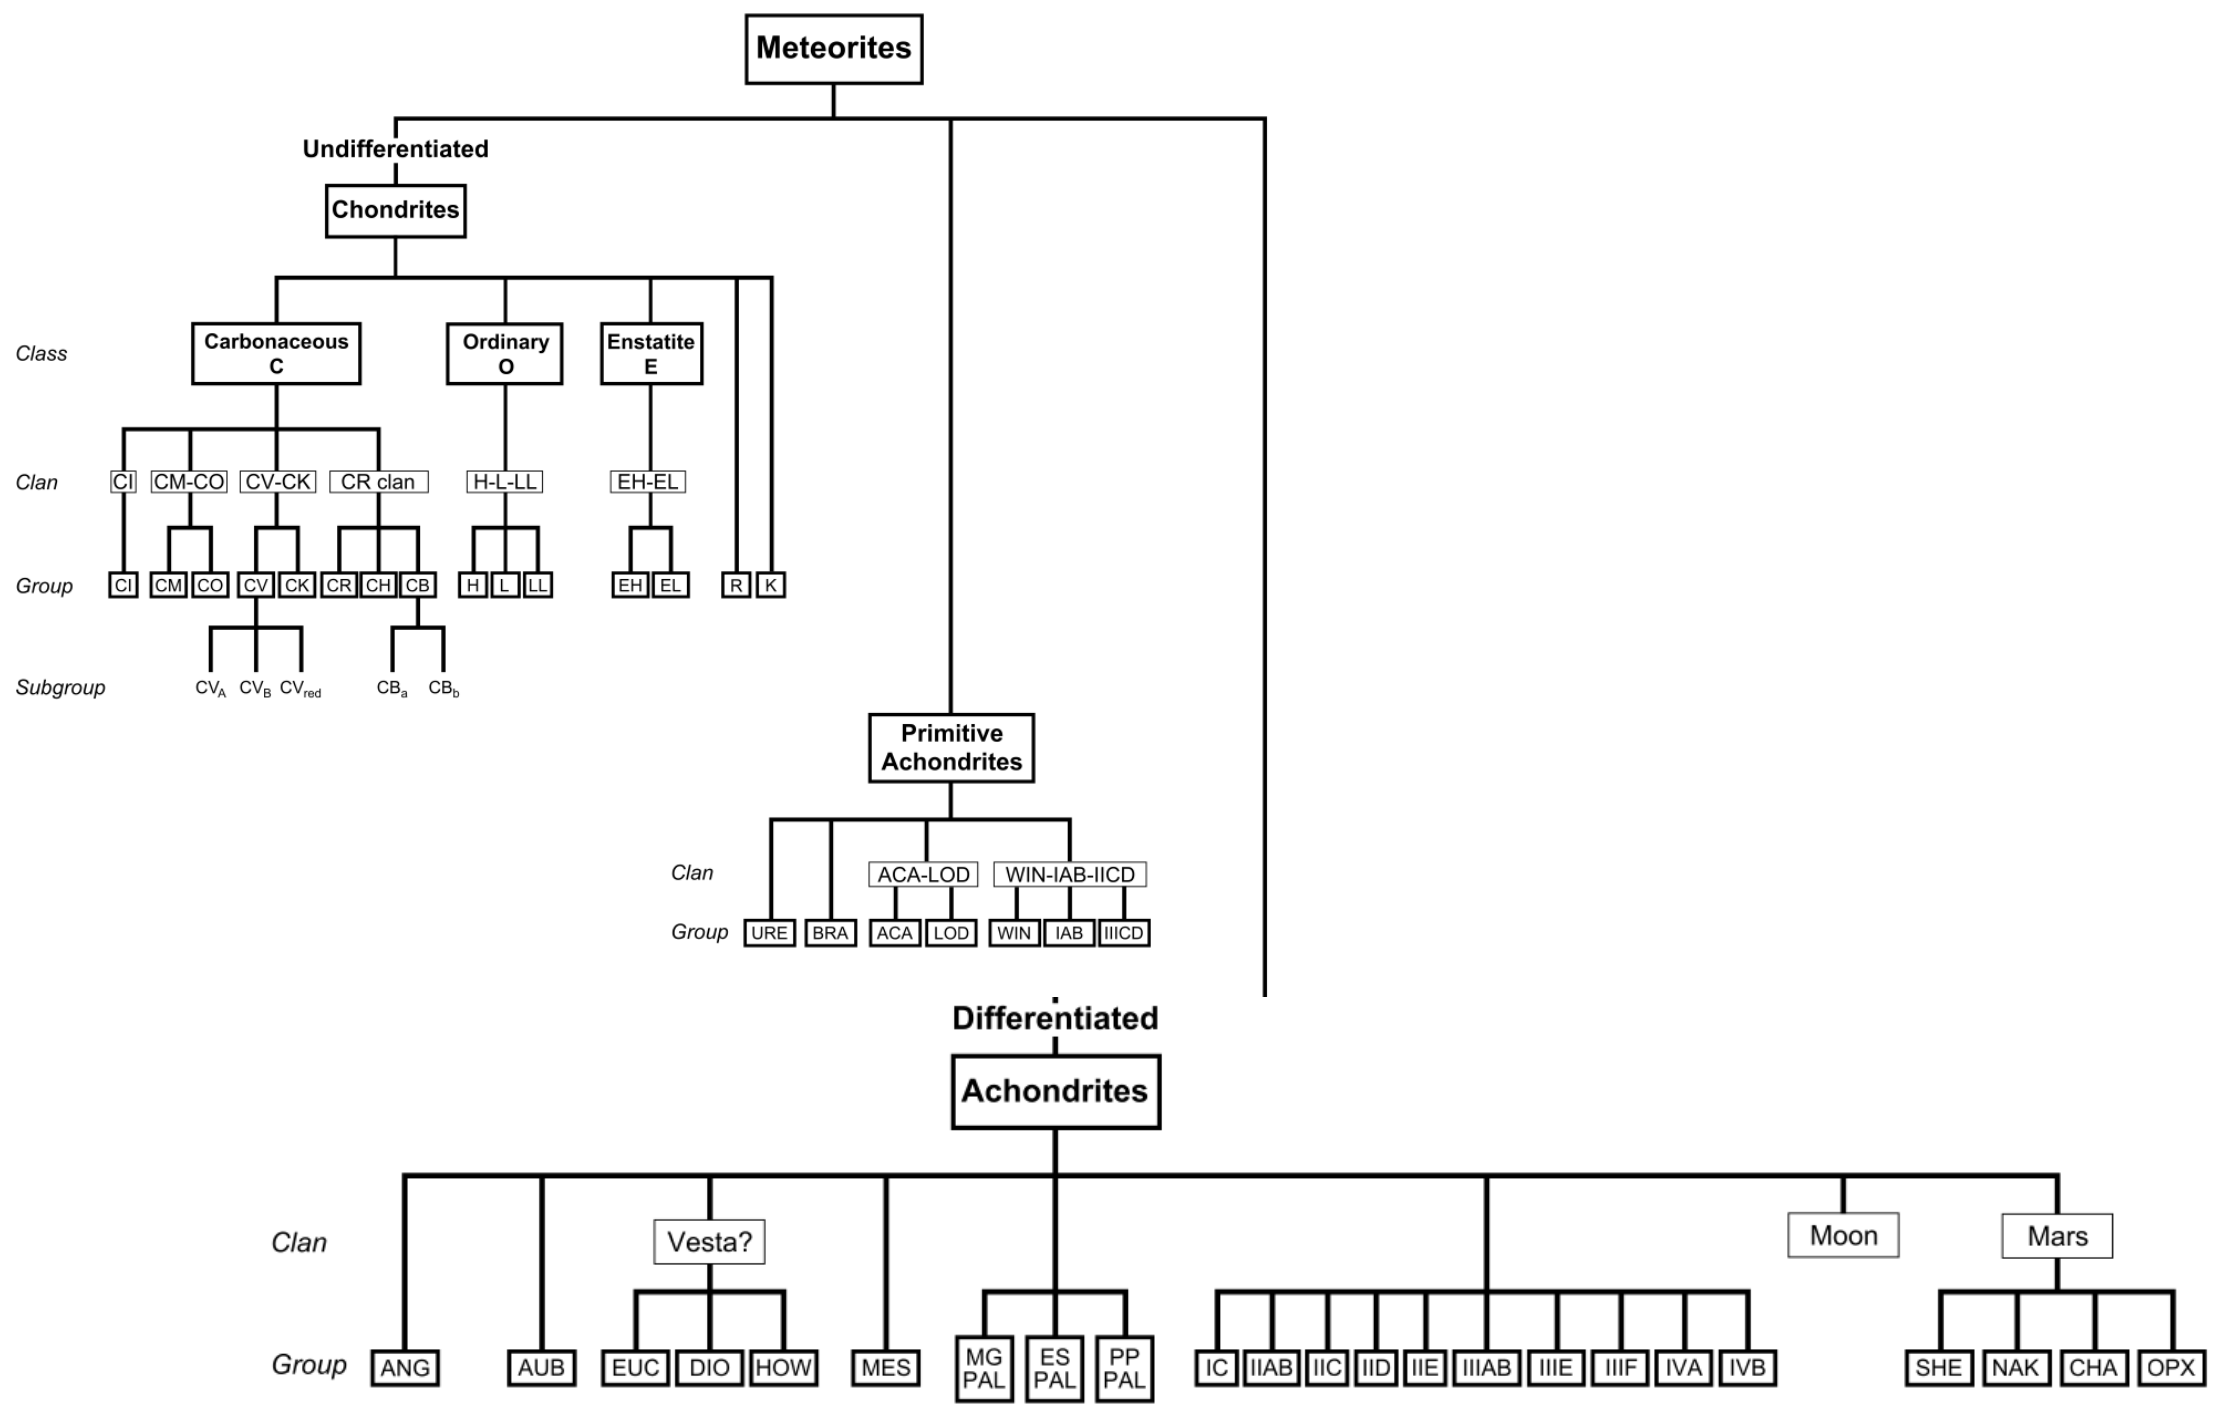 Meteorites
Undifferentiated
Chondrites
Class
Carbonaceous
C
Ordinary
O
Enstatite
E
Clan
CI
CM-CO
CV-CK
CR clan
H-L-LL
EH-EL
Group
CI
CM
CO
CV
CK
CR
CH
CB
H
L
LL
EH
EL
R
K
Subgroup
CVA
CVB
CVred
CBa
CBb
Primitive
Achondrites
Clan
ACA-LOD
WIN-IAB-IICD
Group
URE
BRA
ACA
LOD
WIN
IAB
IIICD
Differentiated
Achondrites
Clan
Vesta?
Moon
Mars
Group
ANG
AUB
EUC
DIO
HOW
MES
MG
PAL
ES
PAL
PP
PAL
IC
IIAB
IIC
IID
IIE
IIIAB
IIIE
IIIF
IVA
IVB
SHE
NAK
CHA
OPX